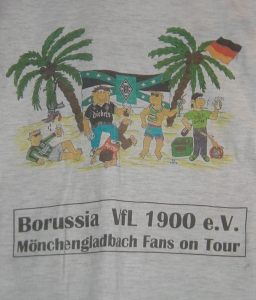 Borussia VfL 1900 e.V.
Mönchengladbach Fans on Tour